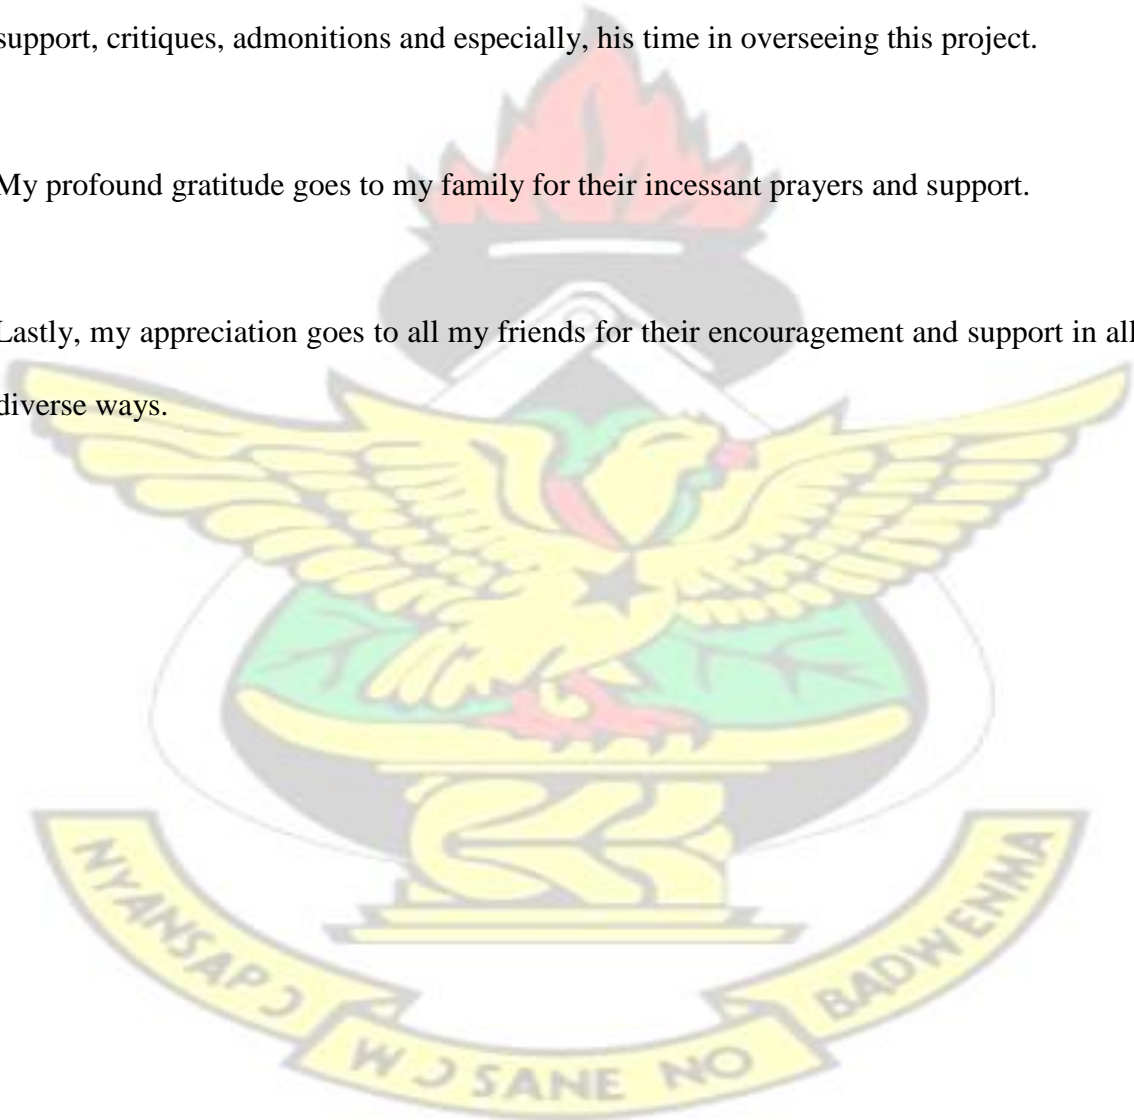 support, critiques, admonitions and especially, his time in overseeing this project.
My profound gratitude goes to my family for their incessant prayers and support.
Lastly, my appreciation goes to all my friends for their encouragement and support in all
diverse ways.
NYANSAPƆ
WƆSANE NO
BADWENMA